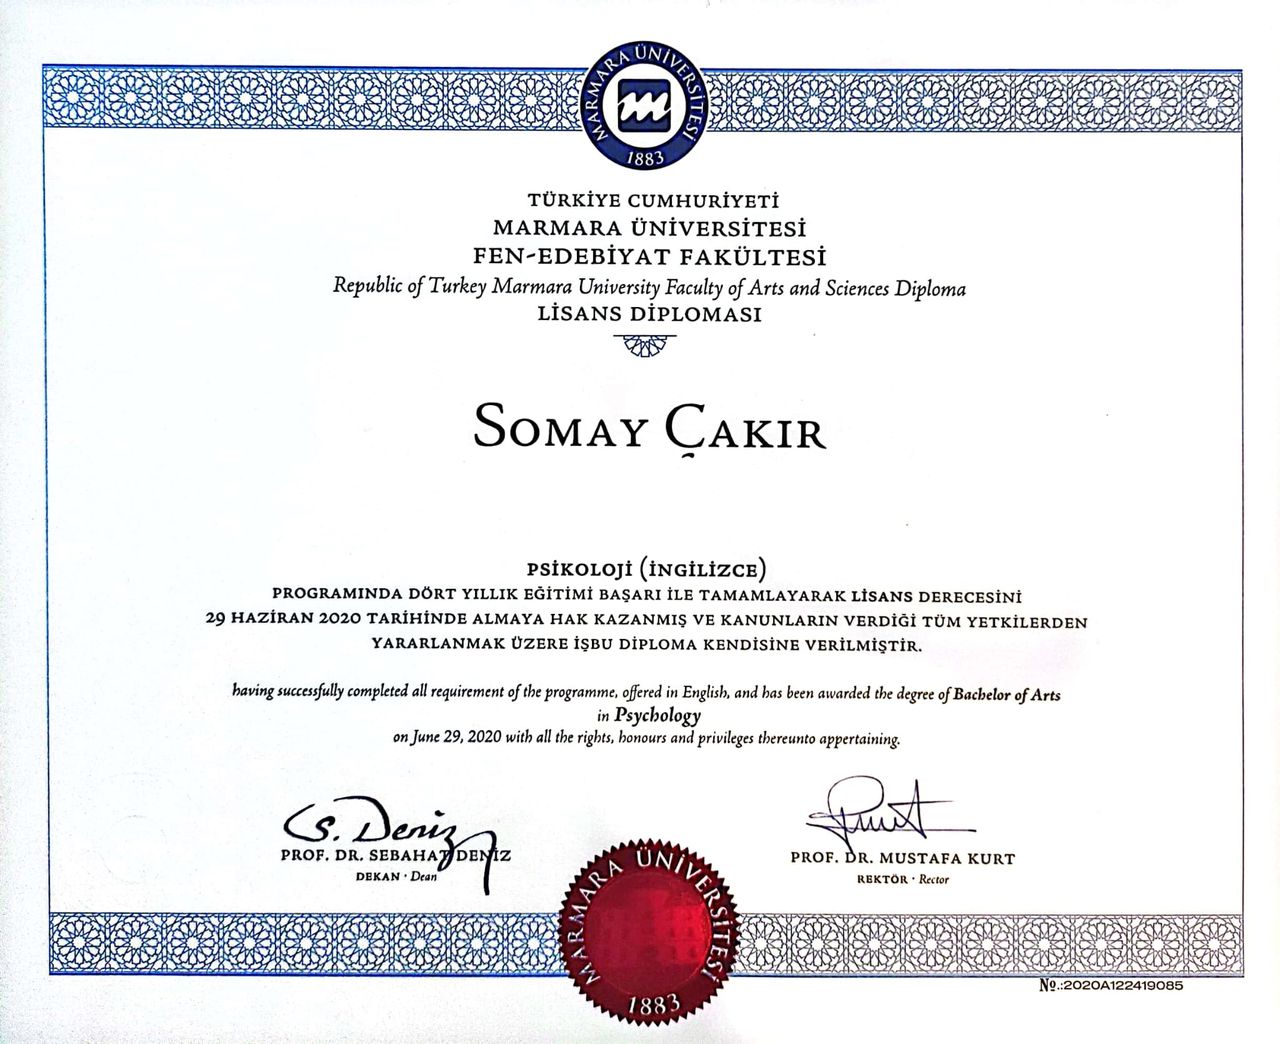 MARMARA ÜNİVERSİTESİ
m
1883
TÜRKİYE CUMHURİYETİ
MARMARA ÜNİVERSİTESİ
FEN-EDEBİYAT FAKÜLTESİ
Republic of Turkey Marmara University Faculty of Arts and Sciences Diploma
LİSANS DİPLOMASI
SOMAY ÇAKIR
PSİKOLOJİ (İNGİLİZCE)
PROGRAMINDA DÖRT YILLIK EĞİTİMİ BAŞARI İLE TAMAMLAYARAK LİSANS DERECESİNİ
29 HAZİRAN 2020 TARİHİNDE ALMAYA HAK KAZANMIŞ VE KANUNLARIN VERDİĞİ TÜM YETKİLERDEN
YARARLANMAK ÜZERE İŞBU DİPLOMA KENDİSİNE VERİLMİŞTİR.
having successfully completed all requirement of the programme, offered in English, and has been awarded the degree of Bachelor of Arts
in Psychology
on June 29, 2020 with all the rights, honours and privileges thereunto appertaining.
S. Deniz
PROF. DR. SEBAHAT DENİZ
DEKAN · Dean
PROF. DR. MUSTAFA KURT
REKTÖR · Rector
MARMARA ÜNİVERSİTESİ
1883
№.:2020A122419085